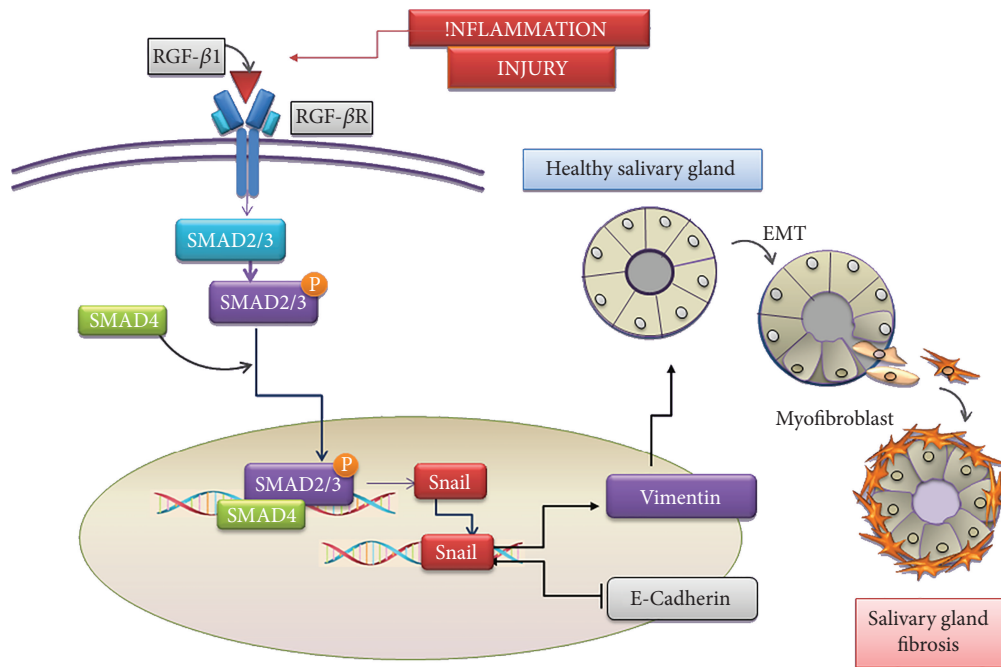 !NFLAMMATION
INJURY
RGF-β1
RGF-βR
SMAD2/3
P
SMAD2/3
SMAD4
Healthy salivary gland
EMT
Myofibroblast
P
SMAD2/3
SMAD4
Snail
Snail
Vimentin
E-Cadherin
Salivary gland
fibrosis